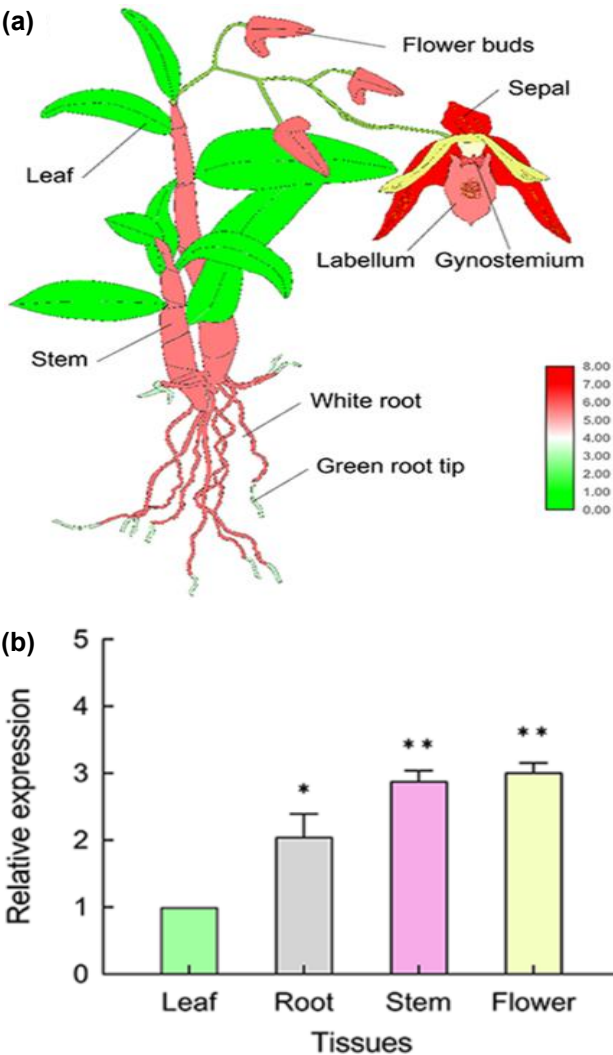 (a)
Flower buds
Sepal
Leaf
Labellum Gynostemium
Stem
White root
Green root tip
8.00
7.00
6.00
5.00
4.00
3.00
2.00
1.00
0.00
(b)
Relative expression
5
4
3
2
1
0
*
**
**
Leaf Root Stem Flower
Tissues